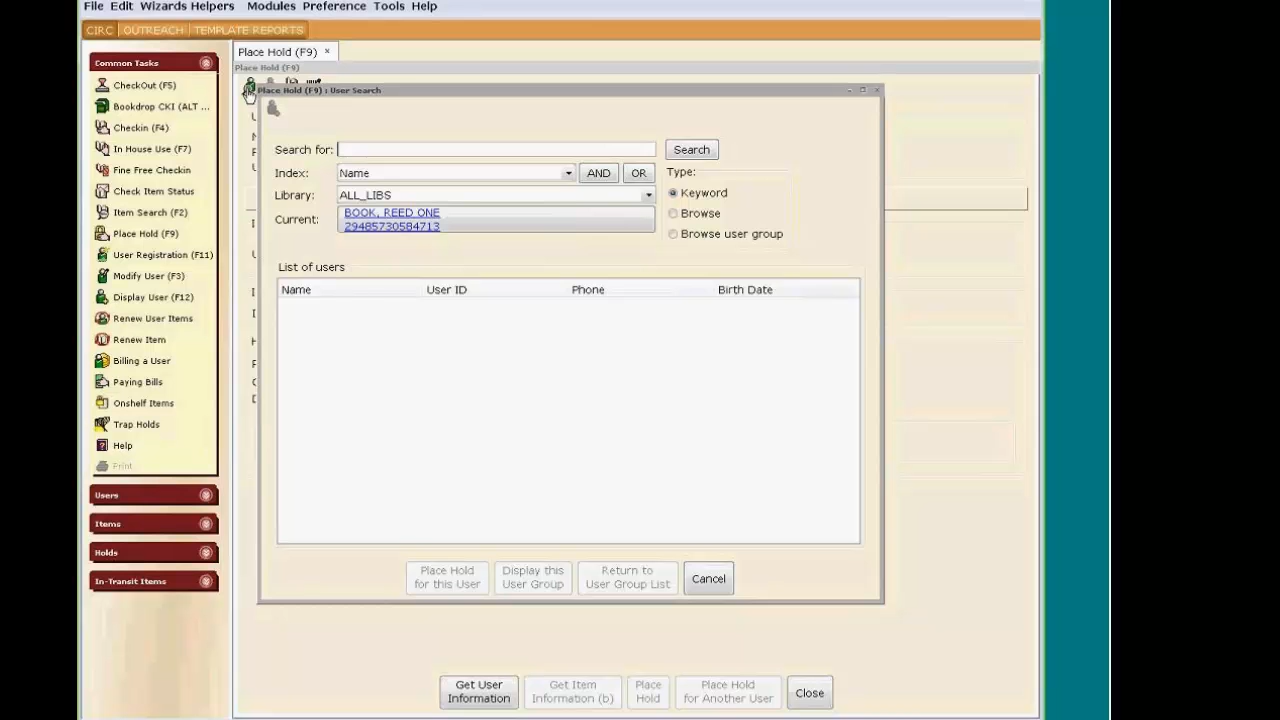 File Edit Wizards Helpers Modules Preference Tools Help
CIRC OUTREACH TEMPLATE REPORTS
Place Hold (F9) ×
Place Hold (F9)
Common Tasks
CheckOut (F5)
Bookdrop CKI (ALT ...
Checkin (F4)
In House Use (F7)
Fine Free Checkin
Check Item Status
Item Search (F2)
Place Hold (F9)
User Registration (F11)
Modify User (F3)
Display User (F12)
Renew User Items
Renew Item
Billing a User
Paying Bills
Onshelf Items
Trap Holds
Help
Print
Users
Items
Holds
In-Transit Items
Place Hold (F9) : User Search
Search for:
Search
Index: Name AND OR
Library: ALL_LIBS
Current: BOOK, REED ONE
29485730584713
Type:
Keyword
Browse
Browse user group
List of users
Name User ID Phone Birth Date
Place Hold
for this User
Display this
User Group
Return to
User Group List
Cancel
Get User
Information
Get Item
Information (b)
Place
Hold
Place Hold
for Another User
Close